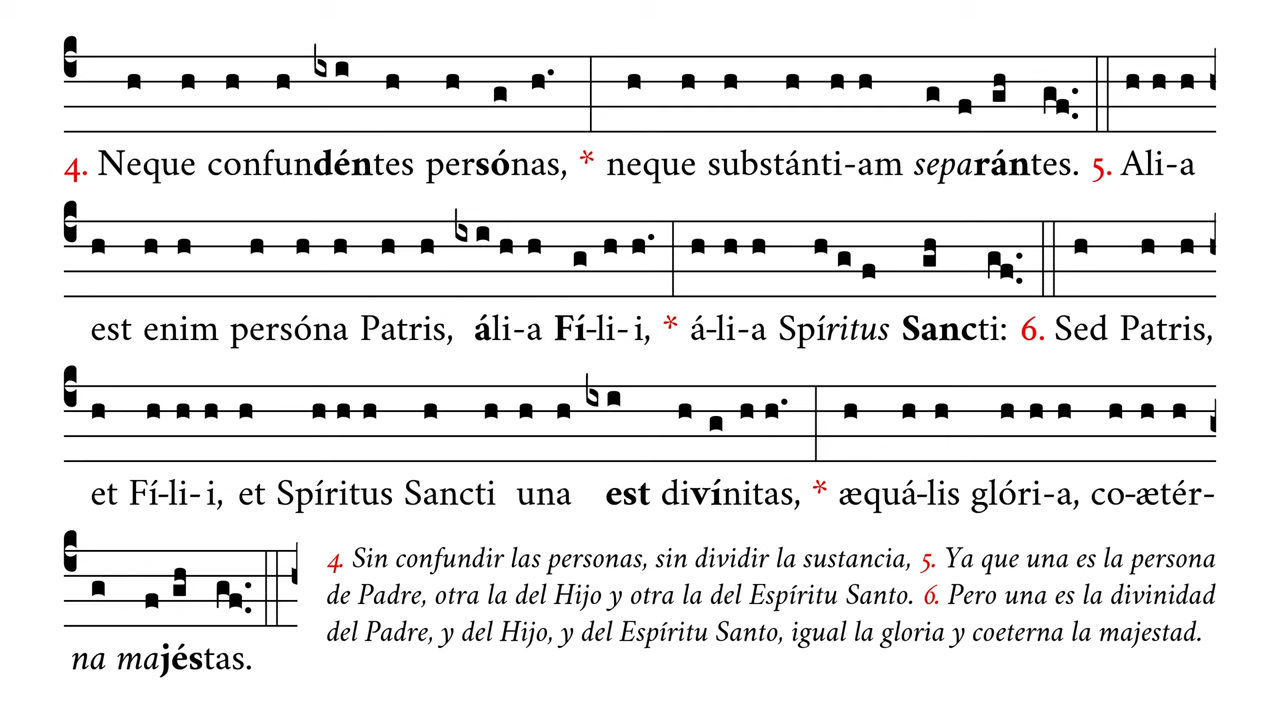 4. Neque confundéntes persónas, * neque substánti-am separántes. 5. Ali-a
est enim persóna Patris, áli-a Fí-li-i, * á-li-a Spíritus Sancti: 6. Sed Patris,
et Fí-li-i, et Spíritus Sancti una est divínitas, * æquá-lis glóri-a, co-ætér-
na majéstas.
4. Sin confundir las personas, sin dividir la sustancia, 5. Ya que una es la persona
de Padre, otra la del Hijo y otra la del Espíritu Santo. 6. Pero una es la divinidad
del Padre, y del Hijo, y del Espíritu Santo, igual la gloria y coeterna la majestad.